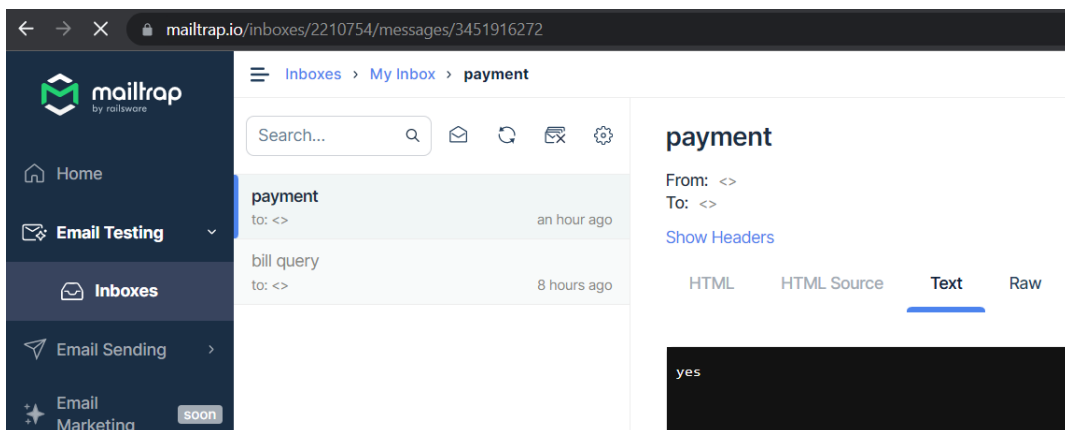 mailtrap.io/inboxes/2210754/messages/3451916272
mailtrap
by railsware
Home
Email Testing
Inboxes
Email Sending
Email
Marketing
soon
Inboxes > My Inbox > payment
Search...
payment
to: <>
an hour ago
bill query
to: <>
8 hours ago
payment
From: <>
To: <>
Show Headers
HTML HTML Source Text Raw
yes